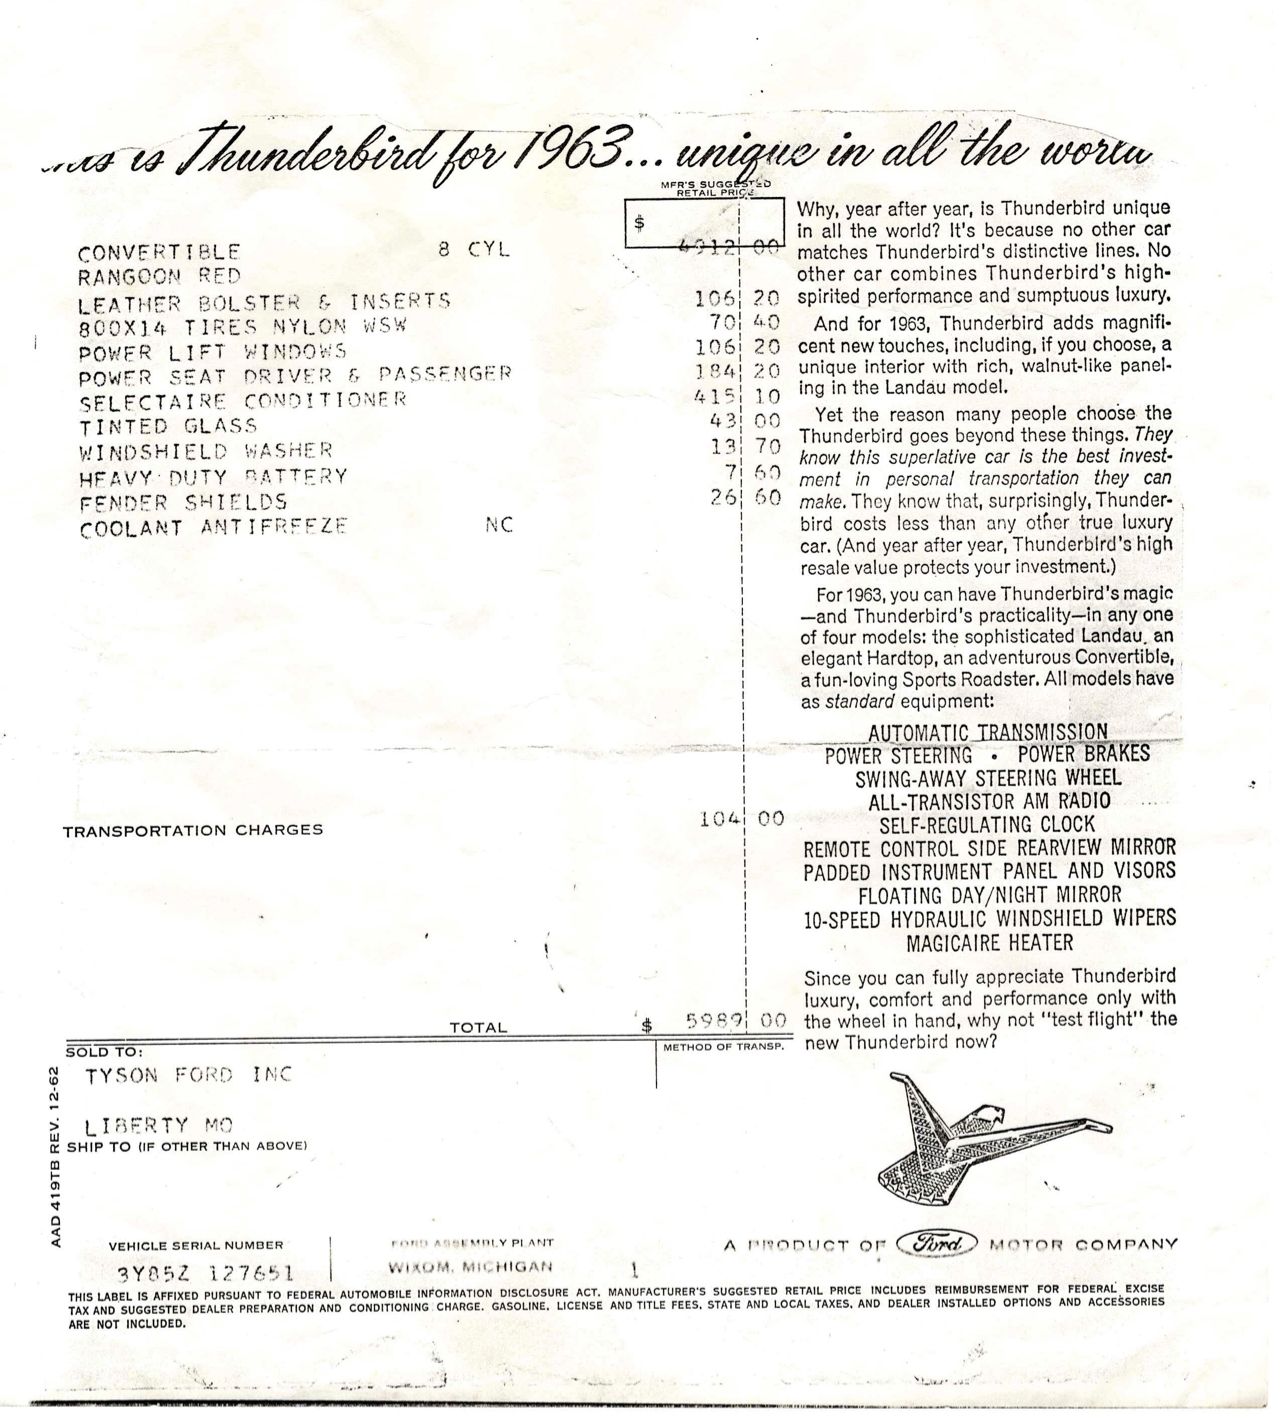 is Thunderbird for 1963... unique in all the world
MFR'S SUGGESTED
RETAIL PRICE
$
CONVERTIBLE 8 CYL 4912 00
RANGOON RED
LEATHER BOLSTER & INSERTS 106 20
800X14 TIRES NYLON WSW 70 40
POWER LIFT WINDOWS 106 20
POWER SEAT DRIVER & PASSENGER 184 20
SELECTAIRE CONDITIONER 415 10
TINTED GLASS 43 00
WINDSHIELD WASHER 13 70
HEAVY DUTY BATTERY 7 60
FENDER SHIELDS 26 60
COOLANT ANTIFREEZE NC
TRANSPORTATION CHARGES 104 00
TOTAL $ 5989 00
Why, year after year, is Thunderbird unique
in all the world? It's because no other car
matches Thunderbird's distinctive lines. No
other car combines Thunderbird's high-
spirited performance and sumptuous luxury.
And for 1963, Thunderbird adds magnifi-
cent new touches, including, if you choose, a
unique interior with rich, walnut-like panel-
ing in the Landau model.
Yet the reason many people choose the
Thunderbird goes beyond these things. They
know this superlative car is the best invest-
ment in personal transportation they can
make. They know that, surprisingly, Thunder-
bird costs less than any other true luxury
car. (And year after year, Thunderbird's high
resale value protects your investment.)
For 1963, you can have Thunderbird's magic
—and Thunderbird's practicality—in any one
of four models: the sophisticated Landau, an
elegant Hardtop, an adventurous Convertible,
a fun-loving Sports Roadster. All models have
as standard equipment:
AUTOMATIC TRANSMISSION
POWER STEERING • POWER BRAKES
SWING-AWAY STEERING WHEEL
ALL-TRANSISTOR AM RADIO
SELF-REGULATING CLOCK
REMOTE CONTROL SIDE REARVIEW MIRROR
PADDED INSTRUMENT PANEL AND VISORS
FLOATING DAY/NIGHT MIRROR
10-SPEED HYDRAULIC WINDSHIELD WIPERS
MAGICAIRE HEATER
Since you can fully appreciate Thunderbird
luxury, comfort and performance only with
the wheel in hand, why not "test flight" the
new Thunderbird now?
SOLD TO:
METHOD OF TRANSP.
TYSON FORD INC
LIBERTY MO
SHIP TO (IF OTHER THAN ABOVE)
AAD 419TB REV. 12-62
VEHICLE SERIAL NUMBER
3Y85Z 127651
FORD ASSEMBLY PLANT
WIXOM, MICHIGAN
1
A PRODUCT OF Ford MOTOR COMPANY
THIS LABEL IS AFFIXED PURSUANT TO FEDERAL AUTOMOBILE INFORMATION DISCLOSURE ACT. MANUFACTURER'S SUGGESTED RETAIL PRICE INCLUDES REIMBURSEMENT FOR FEDERAL EXCISE
TAX AND SUGGESTED DEALER PREPARATION AND CONDITIONING CHARGE. GASOLINE, LICENSE AND TITLE FEES, STATE AND LOCAL TAXES, AND DEALER INSTALLED OPTIONS AND ACCESSORIES
ARE NOT INCLUDED.